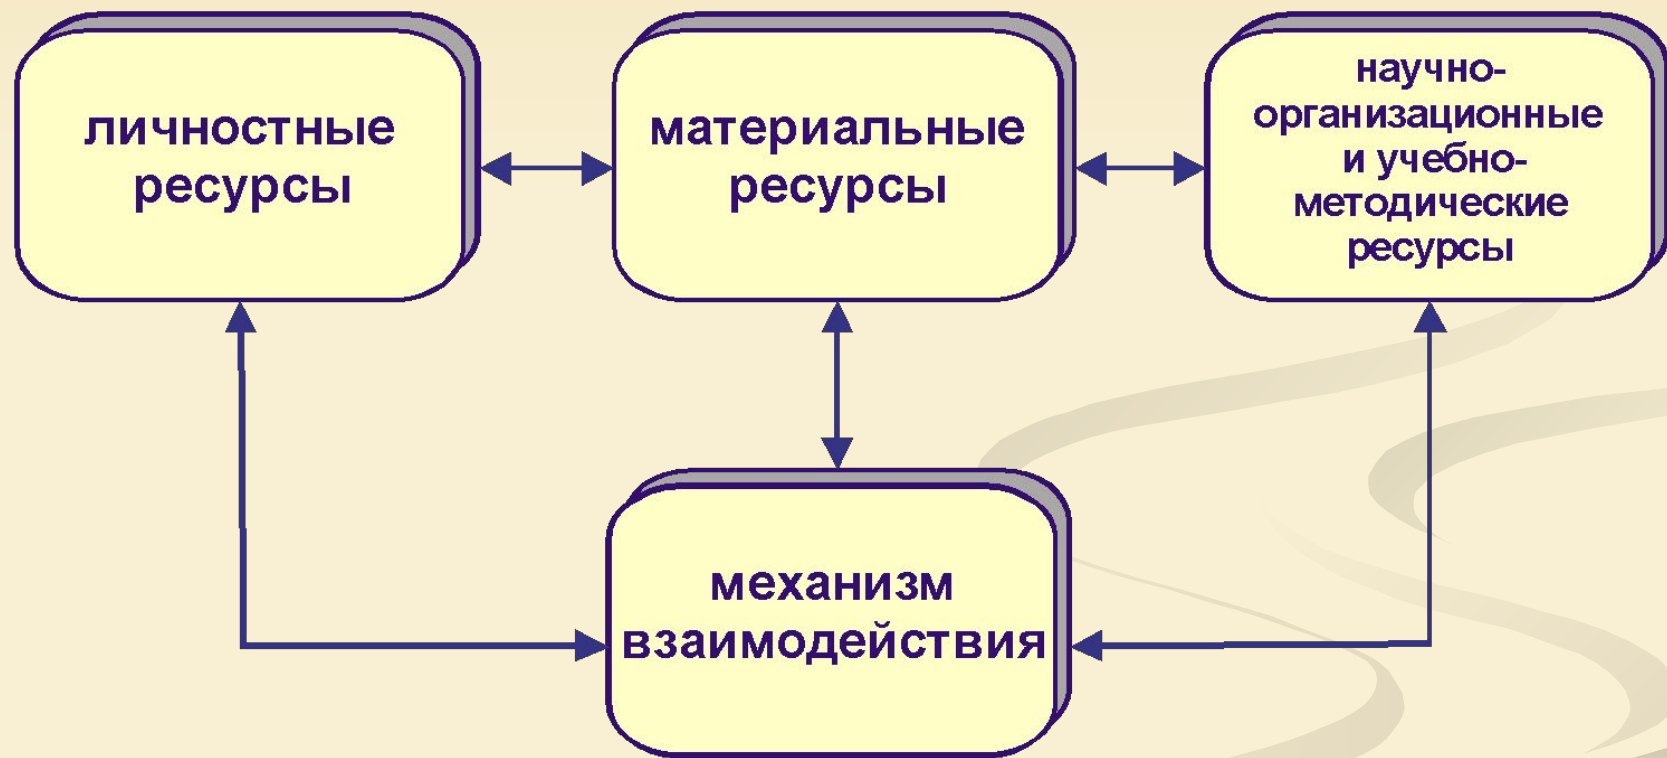 личностные
ресурсы
материальные
ресурсы
научно-
организационные
и учебно-
методические
ресурсы
механизм
взаимодействия